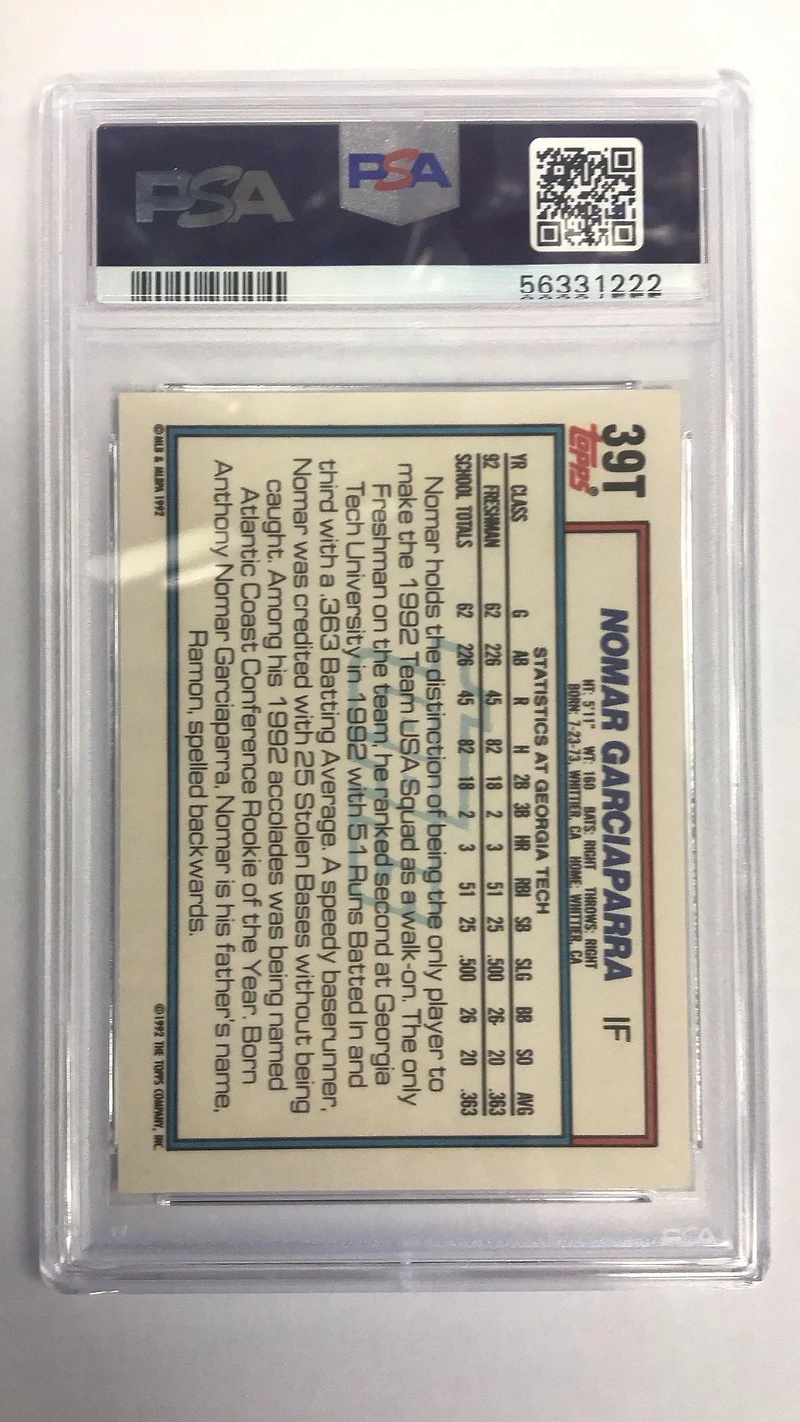 PSA
PSA
56331222
39T
topps®
NOMAR GARCIAPARRA IF
HT: 5'11" WT: 160 BATS: RIGHT THROWS: RIGHT
BORN: 7-23-73, WHITTIER, CA HOME: WHITTIER, CA
STATISTICS AT GEORGIA TECH
YR CLASS G AB R H 2B 3B HR RBI SB SLG BB SO AVG
92 FRESHMAN 62 226 45 82 18 2 3 51 25 .500 26 20 .363
SCHOOL TOTALS 62 226 45 82 18 2 3 51 25 .500 26 20 .363
Nomar holds the distinction of being the only player to
make the 1992 Team USA Squad as a walk-on. The only
Freshman on the team, he ranked second at Georgia
Tech University in 1992 with 51 Runs Batted In and
third with a .363 Batting Average. A speedy baserunner,
Nomar was credited with 25 Stolen Bases without being
caught. Among his 1992 accolades was being named
Atlantic Coast Conference Rookie of the Year. Born
Anthony Nomar Garciaparra, Nomar is his father's name,
Ramon, spelled backwards.
© MLB & MLBPA 1992
© 1992 THE TOPPS COMPANY, INC.
PSA